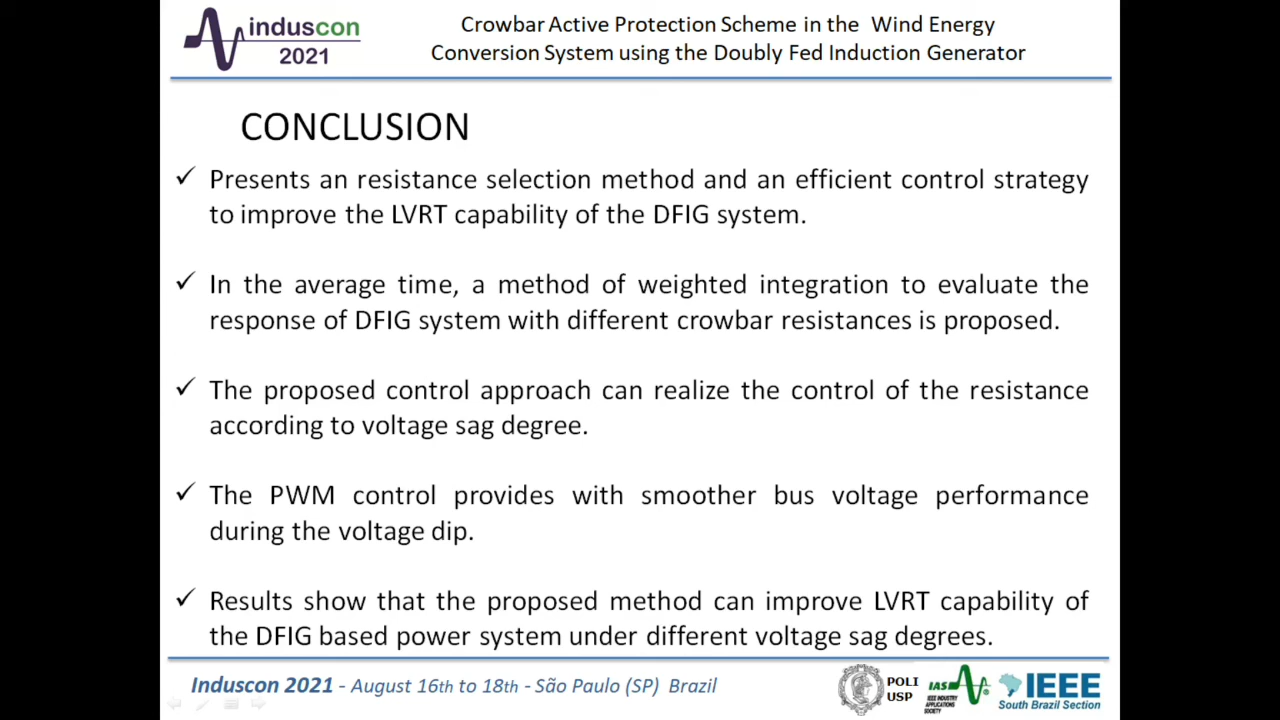 induscon
2021
Crowbar Active Protection Scheme in the Wind Energy
Conversion System using the Doubly Fed Induction Generator
CONCLUSION
✓ Presents an resistance selection method and an efficient control strategy
to improve the LVRT capability of the DFIG system.
✓ In the average time, a method of weighted integration to evaluate the
response of DFIG system with different crowbar resistances is proposed.
✓ The proposed control approach can realize the control of the resistance
according to voltage sag degree.
✓ The PWM control provides with smoother bus voltage performance
during the voltage dip.
✓ Results show that the proposed method can improve LVRT capability of
the DFIG based power system under different voltage sag degrees.
Induscon 2021 - August 16th to 18th - São Paulo (SP) Brazil
POLI
USP
IAS
IEEE INDUSTRY
APPLICATIONS
SOCIETY
®
IEEE
South Brazil Section